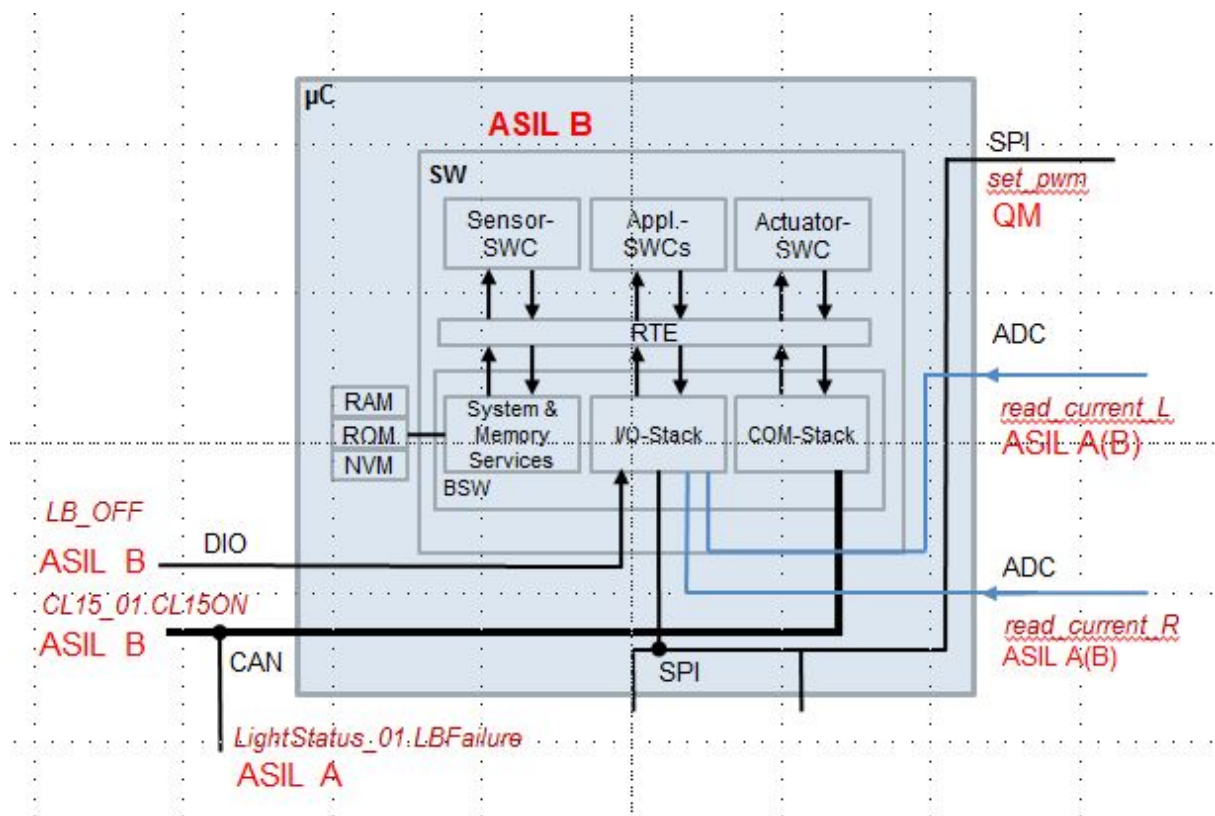 µC
ASIL B
SPI
SW
set_pwm
QM
Sensor-
SWC
Appl.-
SWCs
Actuator-
SWC
RTE
ADC
RAM
ROM
NVM
System &
Memory
Services
I/O-Stack
COM-Stack
read_current_L
ASIL A(B)
BSW
LB_OFF
ASIL B
DIO
ADC
CL15_01.CL15ON
ASIL B
CAN
SPI
read_current_R
ASIL A(B)
LightStatus_01.LBFailure
ASIL A